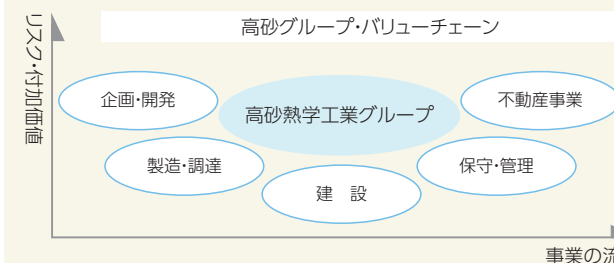 高砂グループ・バリューチェーン
リスク・付加価値
企画・開発
高砂熱学工業グループ
不動産事業
製造・調達
保守・管理
建　設
事業の流